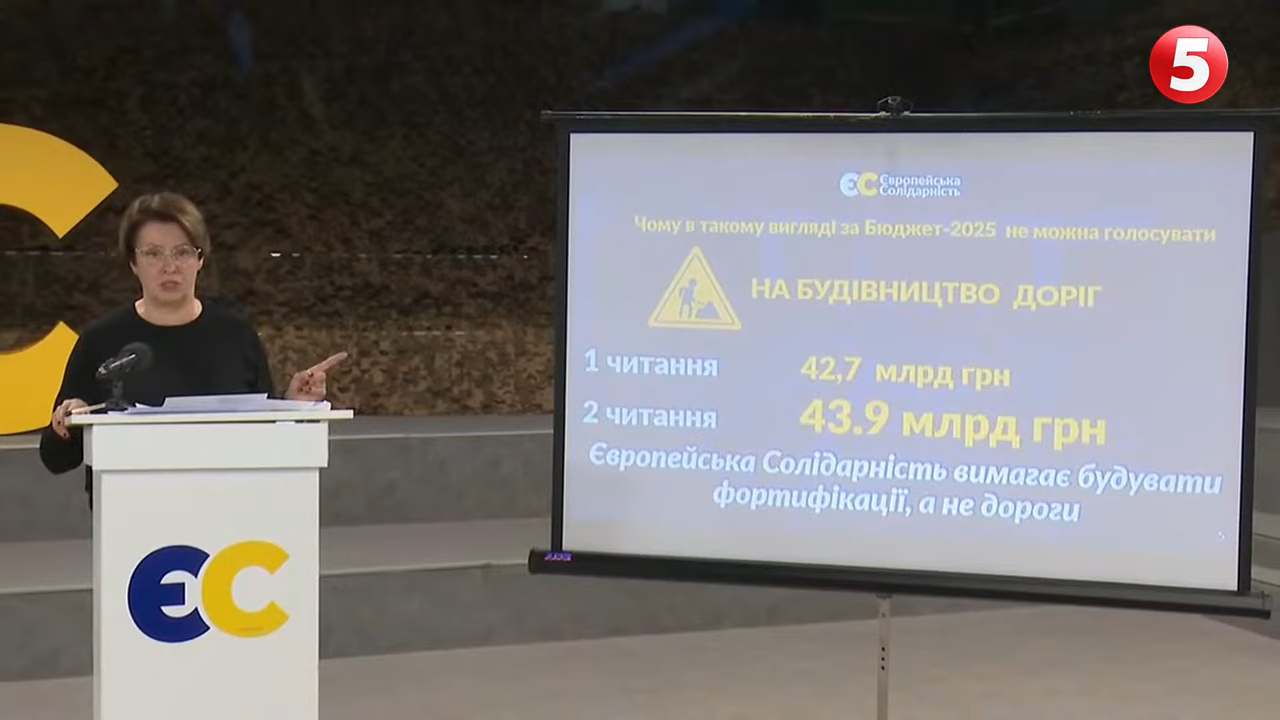 5
ЄС Європейська
Солідарність
Чому в такому вигляді за Бюджет-2025 не можна голосувати
НА БУДІВНИЦТВО ДОРІГ
1 читання 42,7 млрд грн
2 читання 43.9 млрд грн
Європейська Солідарність вимагає будувати
фортифікації, а не дороги
ЄС